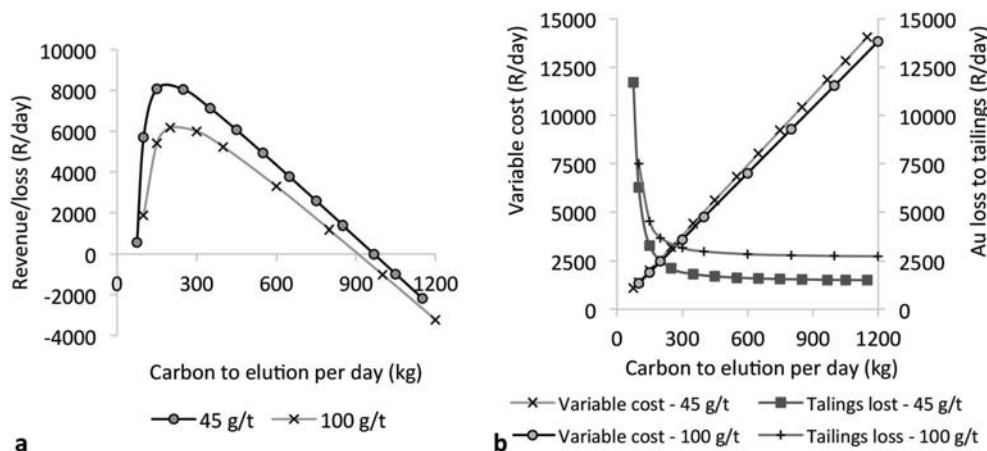 Revenue/loss (R/day)
10000
8000
6000
4000
2000
0
-2000
-4000
0
300
600
900
1200
Carbon to elution per day (kg)
45 g/t
100 g/t
a
Variable cost (R/day)
15000
12500
10000
7500
5000
2500
0
15000
12500
10000
7500
5000
2500
0
Au loss to tailings (R/day)
0
300
600
900
1200
Carbon to elution per day (kg)
Variable cost - 45 g/t
Talings lost - 45 g/t
Variable cost - 100 g/t
Tailings loss - 100 g/t
b